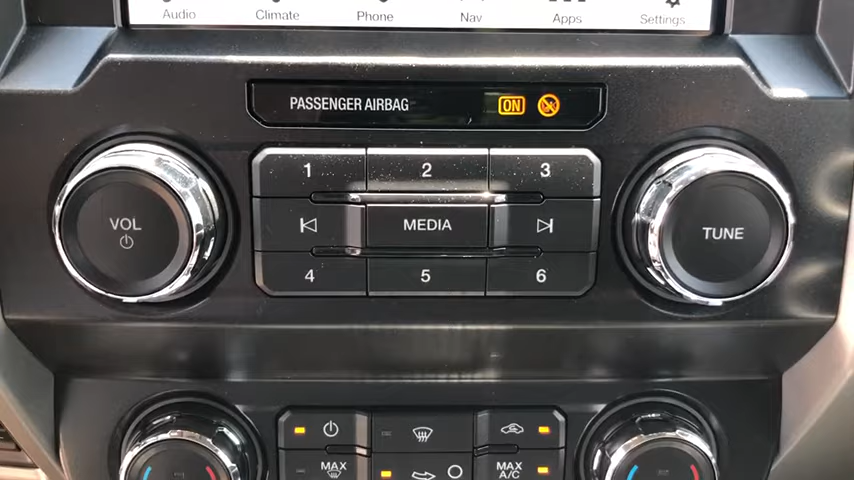 Audio Climate Phone Nav Apps Settings
PASSENGER AIRBAG ON
1 2 3
VOL MEDIA TUNE
4 5 6
MAX MAX
A/C